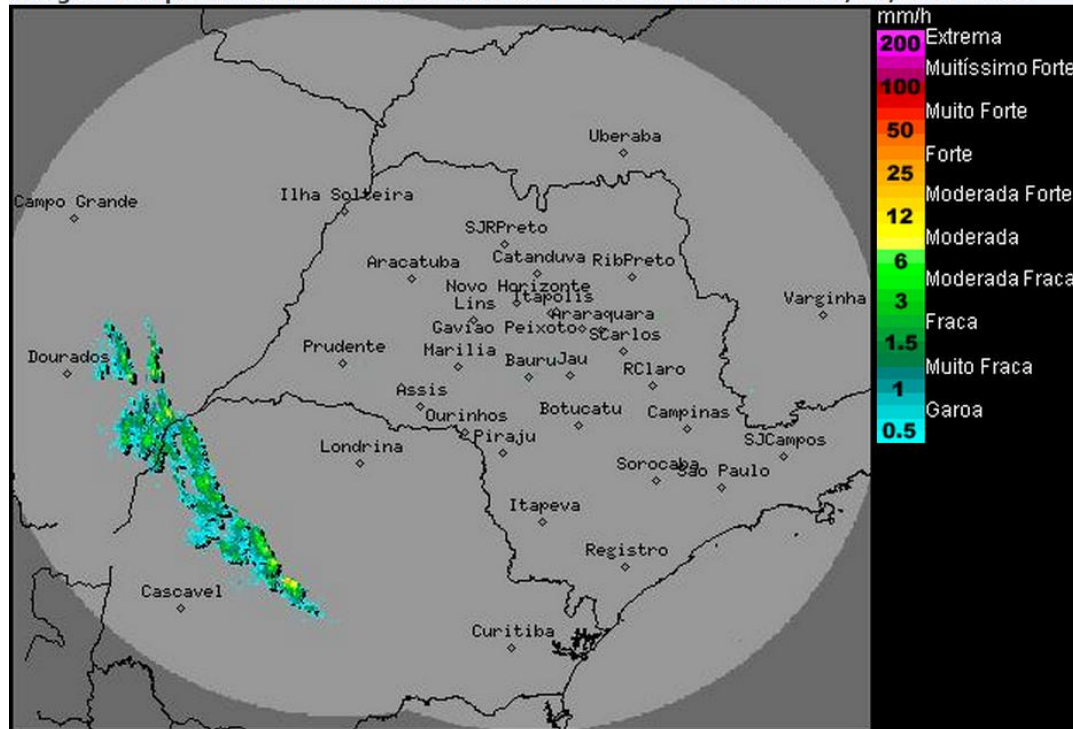 mm/h
200 Extrema
Muitíssimo Forte
100
Muito Forte
50
Forte
25
Moderada Forte
12
Moderada
6
Moderada Fraca
3
Fraca
1.5
Muito Fraca
1
Garoa
0.5
Uberaba
Campo Grande
Ilha Solteira
SJRPreto
Catanduva
RibPreto
Aracatuba
Novo Horizonte
Itapolis
Lins
Araraquara
Varginha
Gaviao Peixoto
SCarlos
Dourados
Prudente
Marilia
Bauru
Jau
RClaro
Assis
Ourinhos
Botucatu
Campinas
Piraju
SJCampos
Londrina
Sorocaba
Sao Paulo
Itapeva
Registro
Cascavel
Curitiba